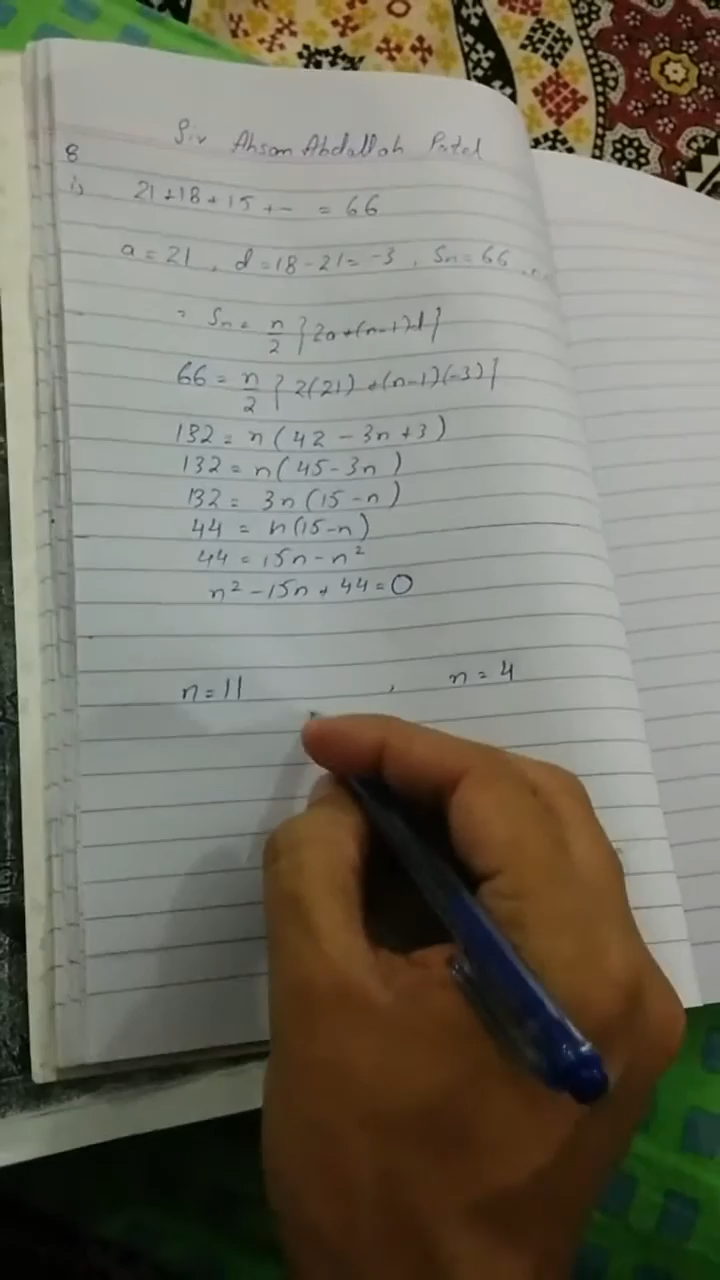 Sir Ahsan Abdallah Patel
8
i) 21 + 18 + 15 + -- = 66
a = 21 , d = 18 - 21 = -3 , Sn = 66
Sn = n/2 {2a + (n-1)d}
66 = n/2 {2(21) + (n-1)(-3)}
132 = n(42 - 3n + 3)
132 = n(45 - 3n)
132 = 3n(15 - n)
44 = n(15 - n)
44 = 15n - n²
n² - 15n + 44 = 0
n = 11 , n = 4